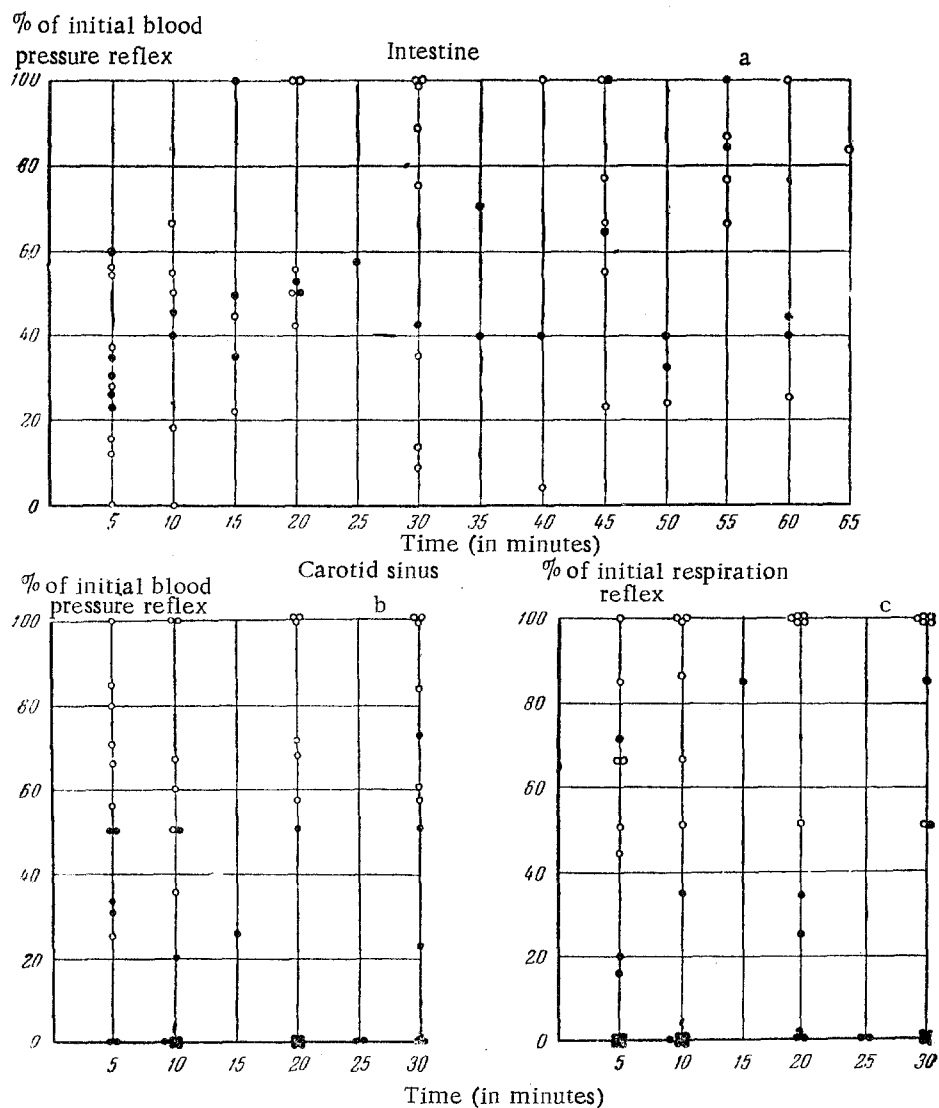 % of initial blood
pressure reflex
Intestine
a
100
80
60
40
20
0
5 10 15 20 25 30 35 40 45 50 55 60 65
Time (in minutes)
% of initial blood
pressure reflex
Carotid sinus
b
100
80
60
40
20
0
5 10 15 20 25 30
% of initial respiration
reflex
c
100
80
60
40
20
0
5 10 15 20 25 30
Time (in minutes)